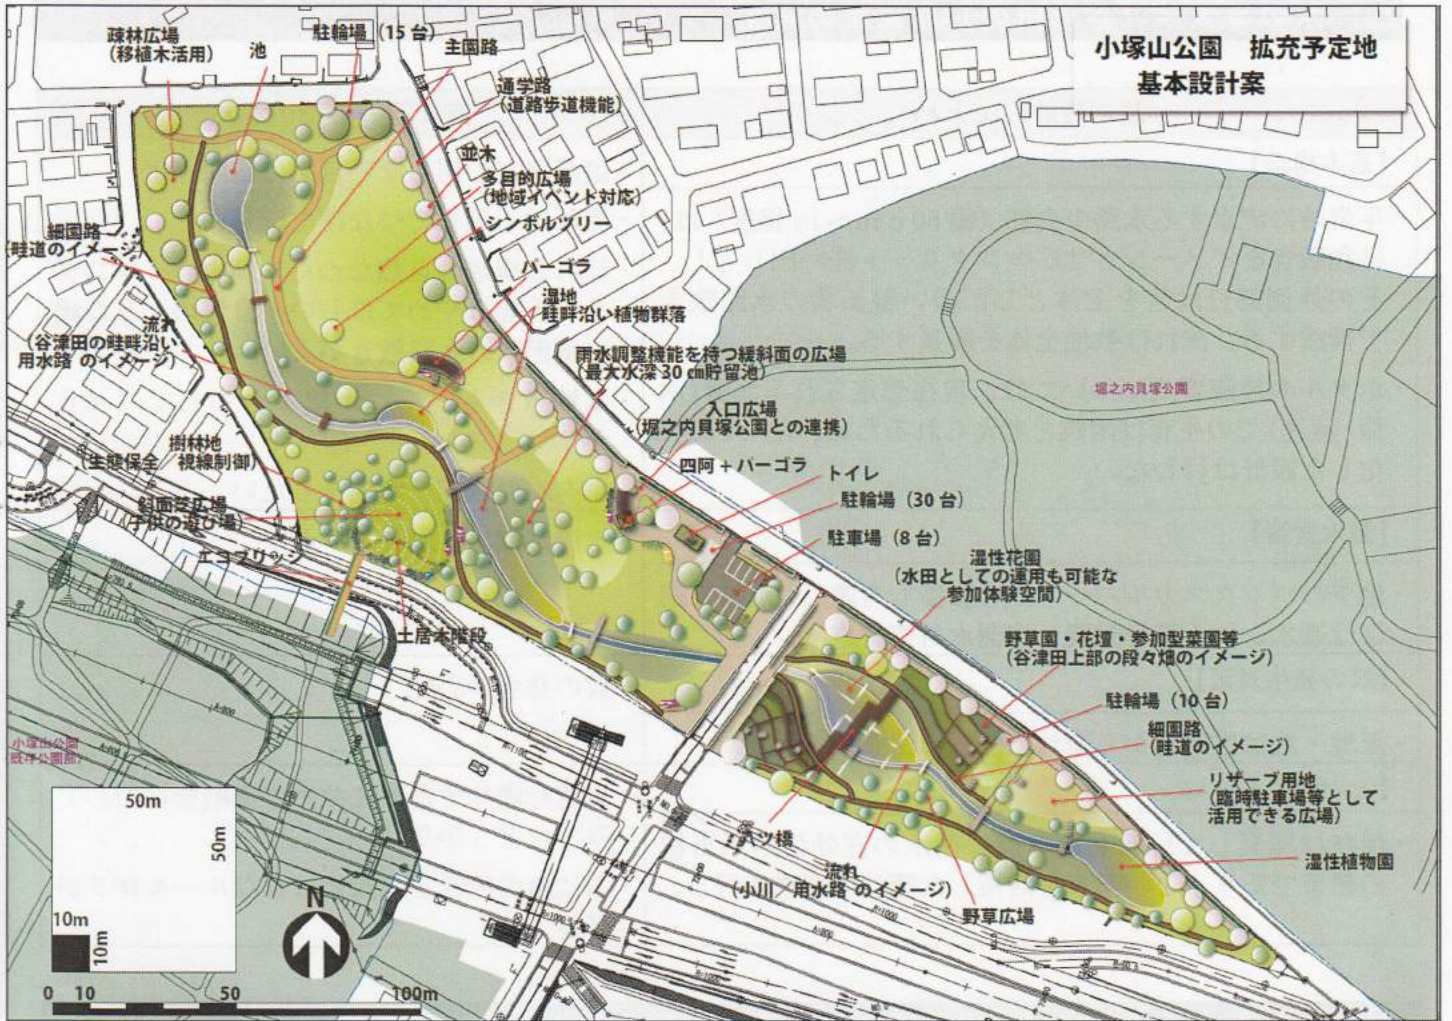 小塚山公園 拡充予定地
基本設計案
疎林広場
(移植木活用)
池
駐輪場(15台)
主園路
通学路
(道路歩道機能)
並木
多目的広場
(地域イベント対応)
シンボルツリー
パーゴラ
湿地
畦畔沿い植物群落
雨水調整機能を持つ緩斜面の広場
(最大水深30㎝貯留池)
入口広場
(堀之内貝塚公園との連携)
四阿+パーゴラ
トイレ
駐輪場(30台)
駐車場(8台)
湿性花園
(水田としての運用も可能な
参加体験空間)
野草園・花壇・参加型菜園等
(谷津田上部の段々畑のイメージ)
駐輪場(10台)
細園路
(畦道のイメージ)
リザーブ用地
(臨時駐車場等として
活用できる広場)
湿性植物園
堀之内貝塚公園
細園路
(畦道のイメージ)
流れ
(谷津田の畦畔沿い
用水路のイメージ)
樹林地
(生態保全 視線制御)
斜面芝広場
(子供の遊び場)
エコブリッジ
土居木階段
八ツ橋
流れ
(小川/用水路のイメージ)
野草広場
小塚山公園
(既存公園部)
50m
50m
10m
10m
N
0 10 50 100m